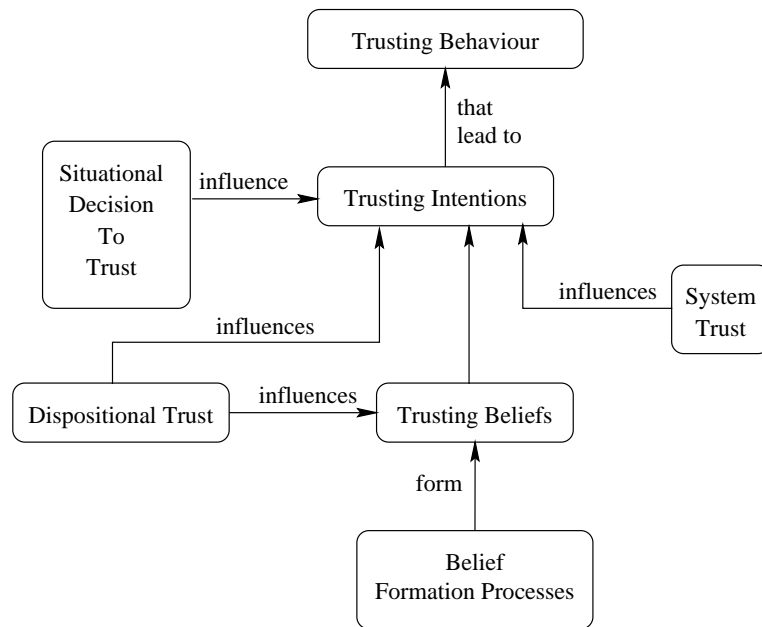 Trusting Behaviour
that
lead to
Situational
Decision
To
Trust
influence
Trusting Intentions
influences
System
Trust
influences
Dispositional Trust
influences
Trusting Beliefs
form
Belief
Formation Processes